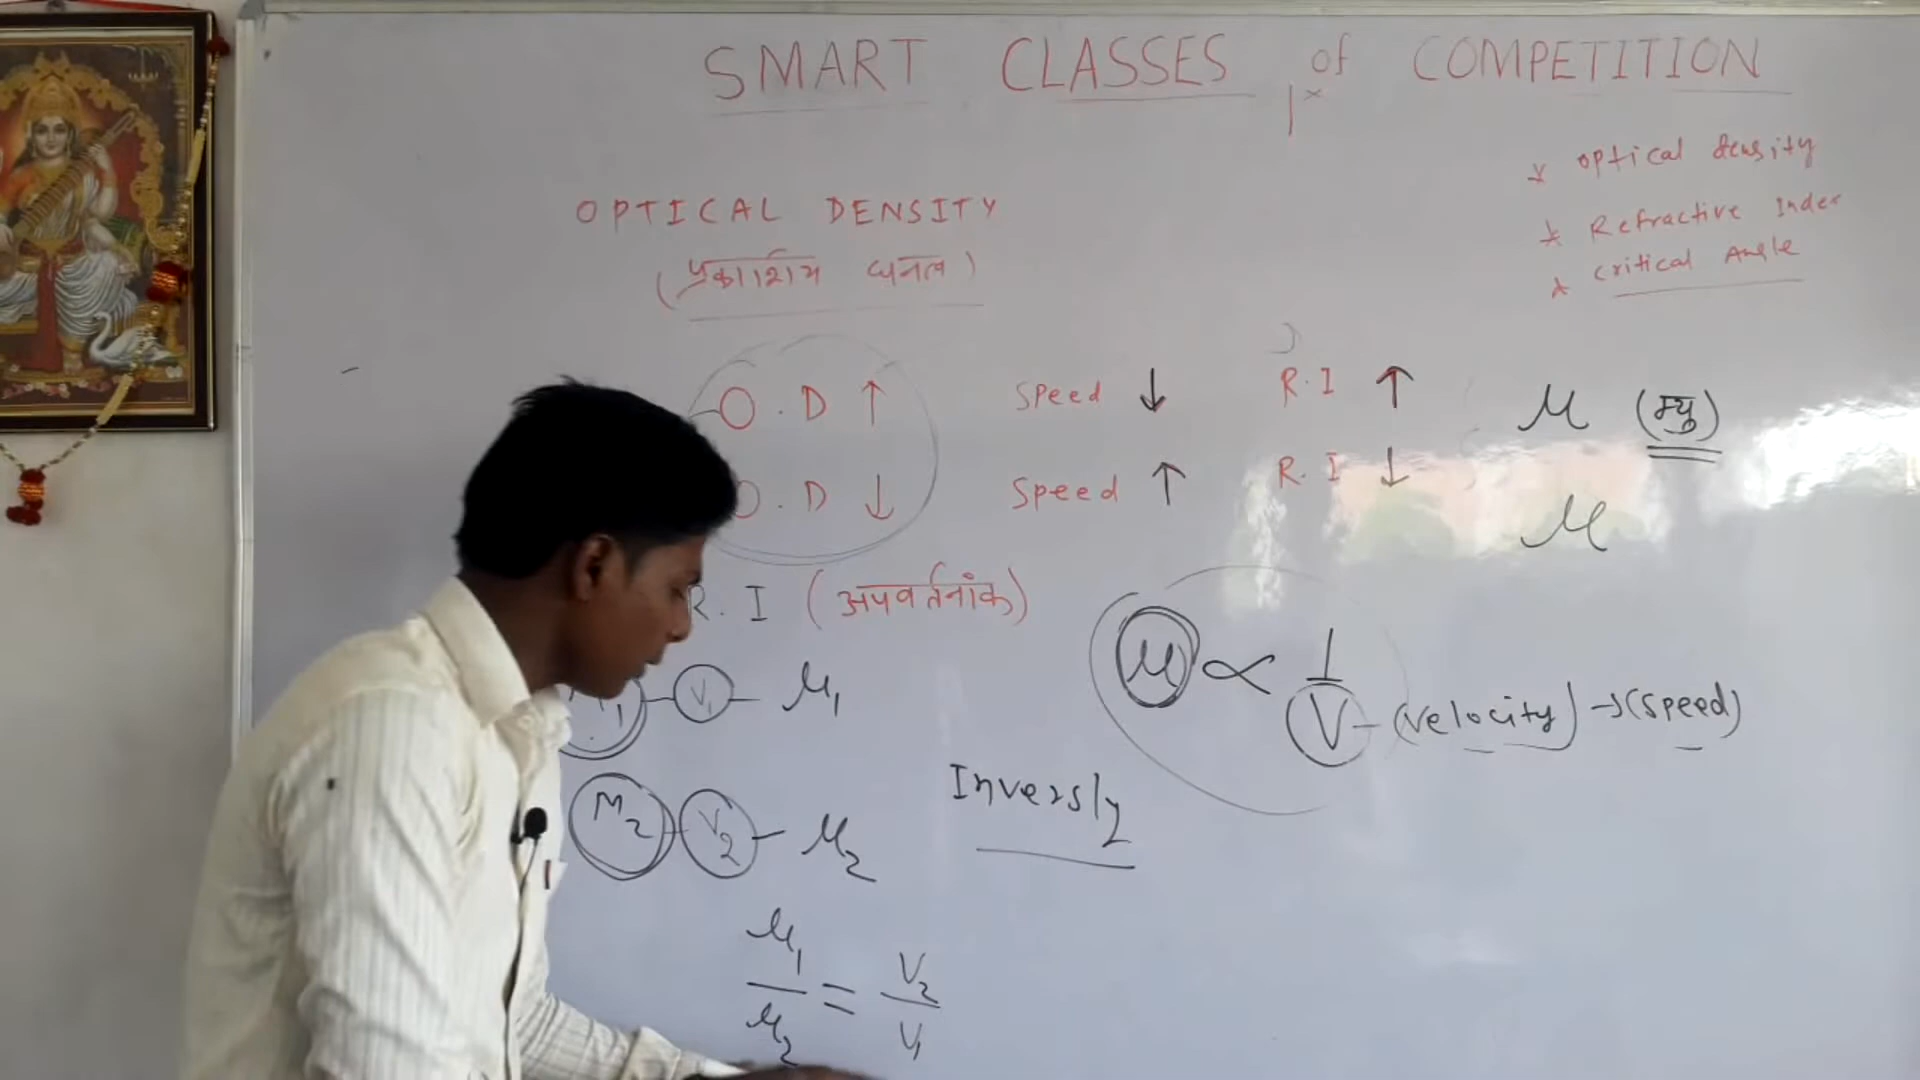 SMART CLASSES of COMPETITION
* optical density
* Refractive Index
* Critical Angle
OPTICAL DENSITY
(प्रकाशीय घनत्व)
O.D ↑ Speed ↓ R.I ↑ μ (म्यु)
O.D ↓ Speed ↑ R.I ↓ μ
R.I (अपवर्तनांक)
V₁ μ₁
μ ∝ 1/V (velocity) → (speed)
M₂ V₂ μ₂
Inversly
μ₁/μ₂ = V₂/V₁